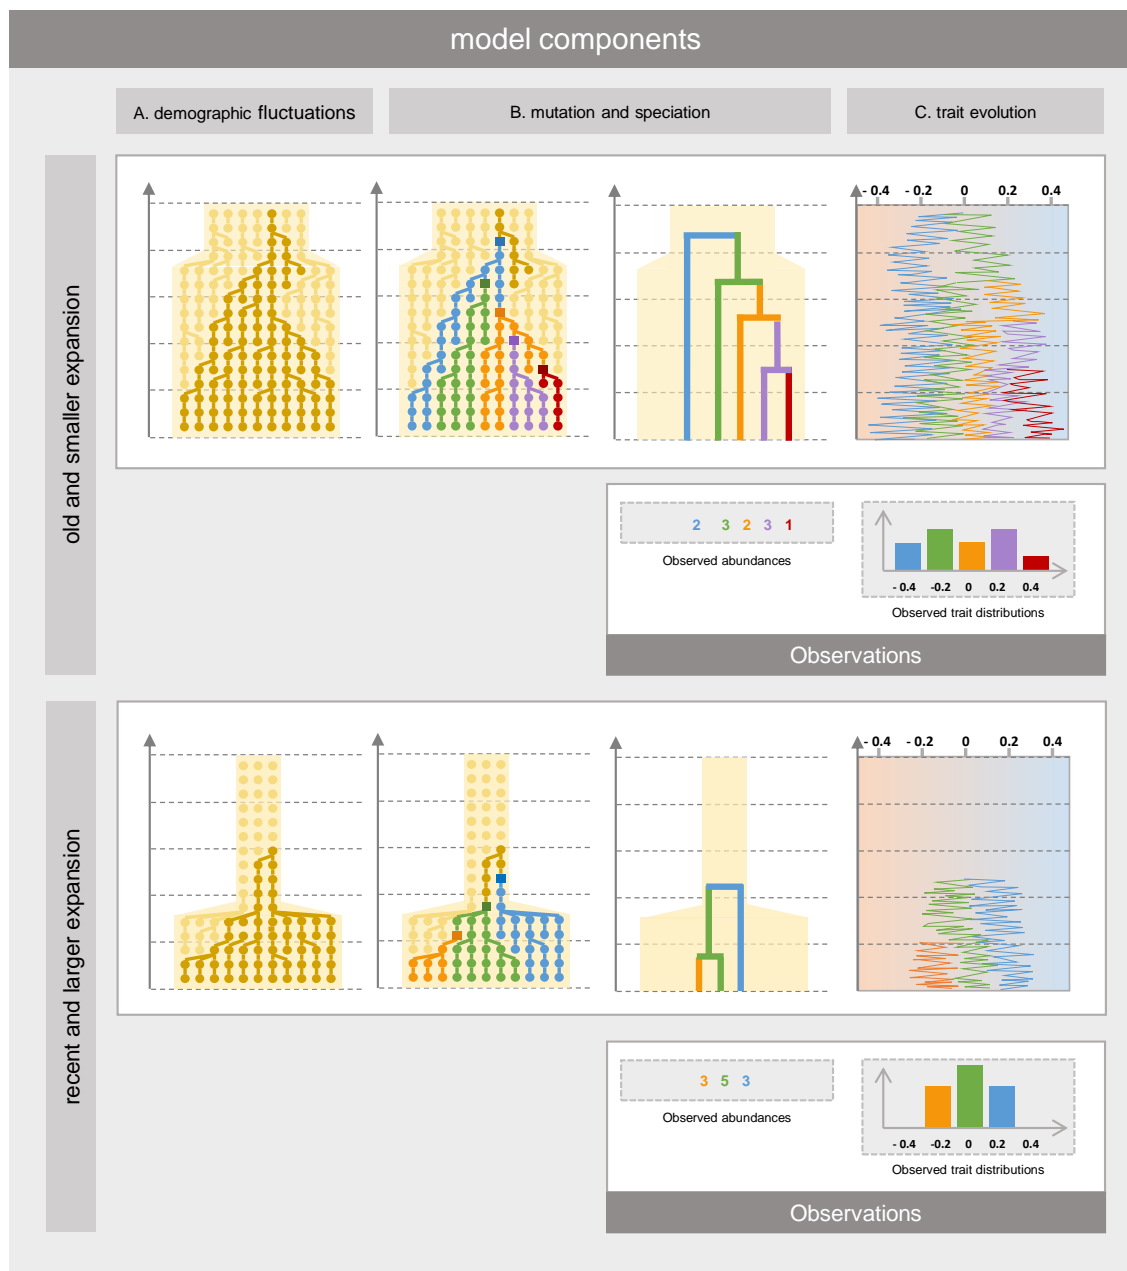 model components
A. demographic fluctuations
B. mutation and speciation
C. trait evolution
old and smaller expansion
- 0.4 - 0.2 0 0.2 0.4
2 3 2 3 1
Observed abundances
- 0.4 -0.2 0 0.2 0.4
Observed trait distributions
Observations
recent and larger expansion
- 0.4 - 0.2 0 0.2 0.4
3 5 3
Observed abundances
- 0.4 -0.2 0 0.2 0.4
Observed trait distributions
Observations